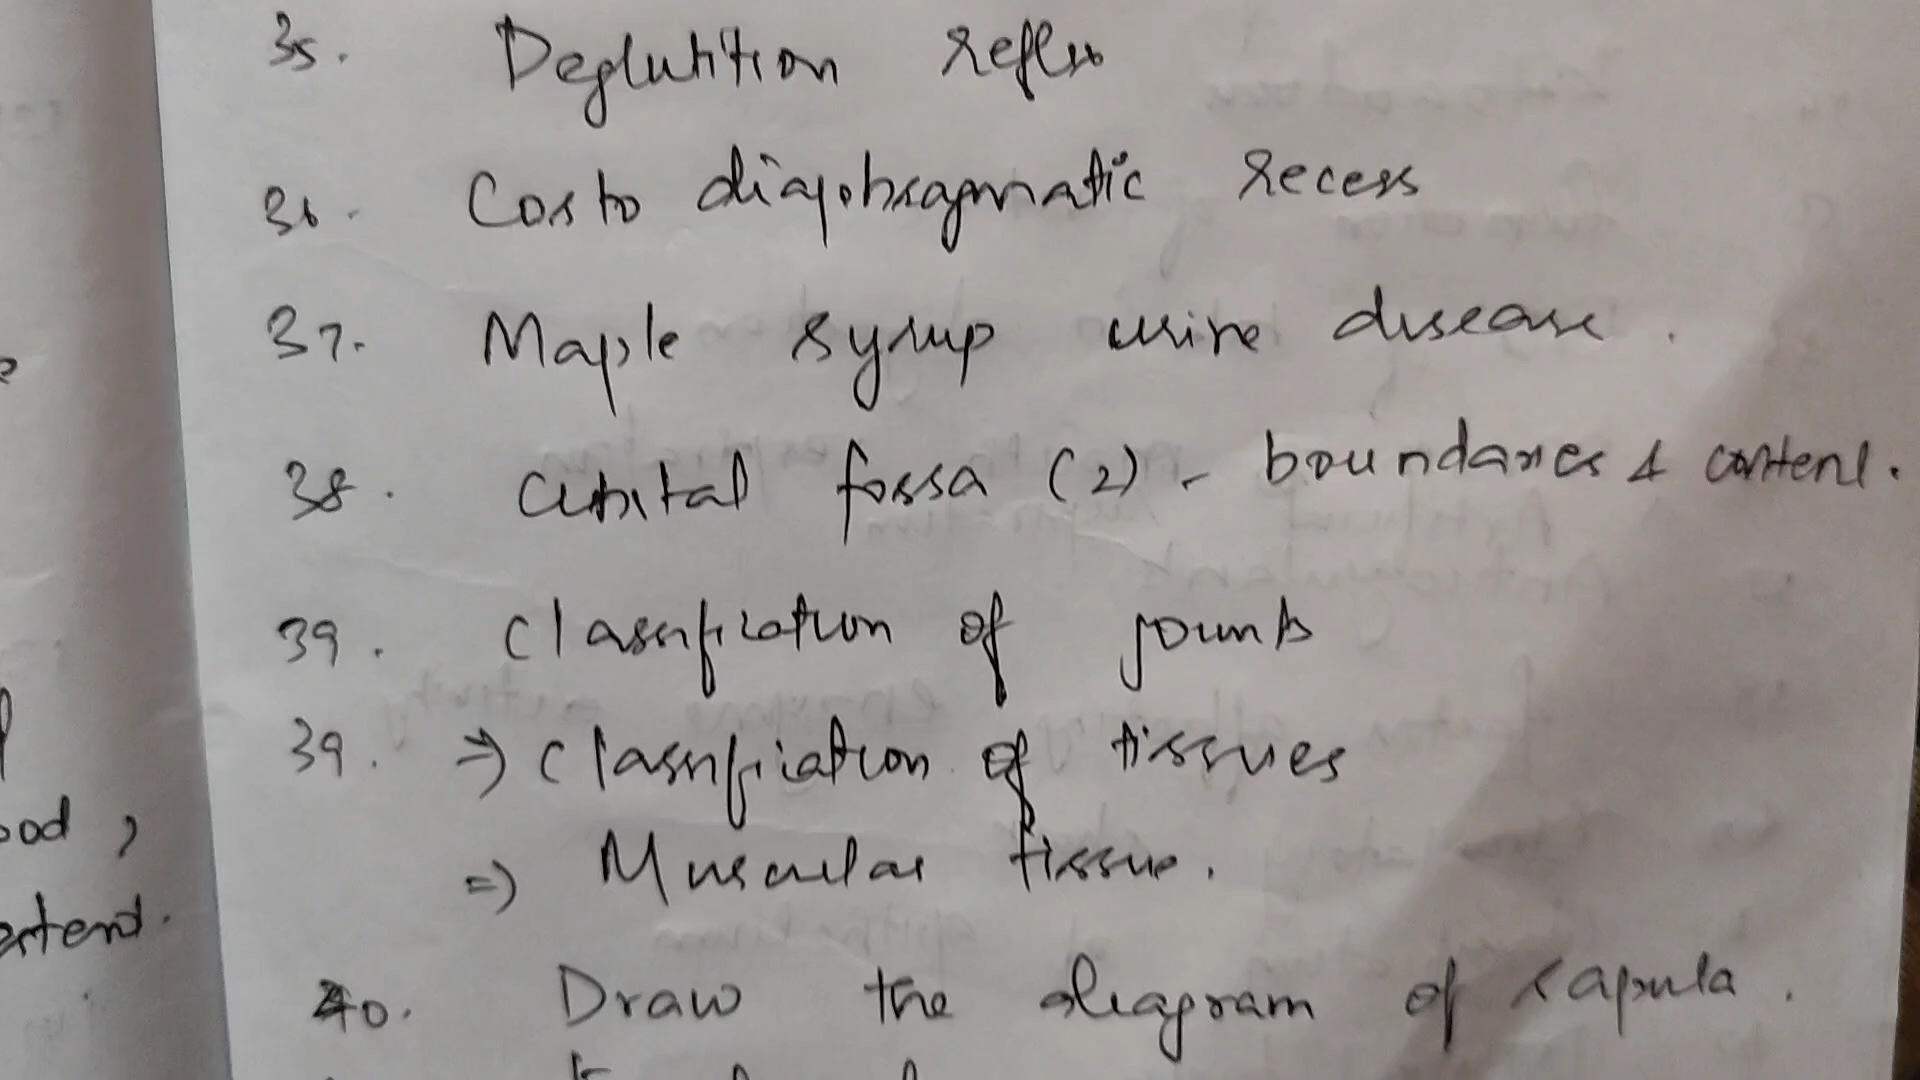 35. Deglutition reflex
36. Costo diaphragmatic recess
37. Maple syrup urine disease.
38. Cubital fossa (2) - boundaries & content.
39. Classification of joints
39. ⇒ Classification of tissues
⇒ Muscular tissue.
ood,
40. Draw the diagram of scapula.